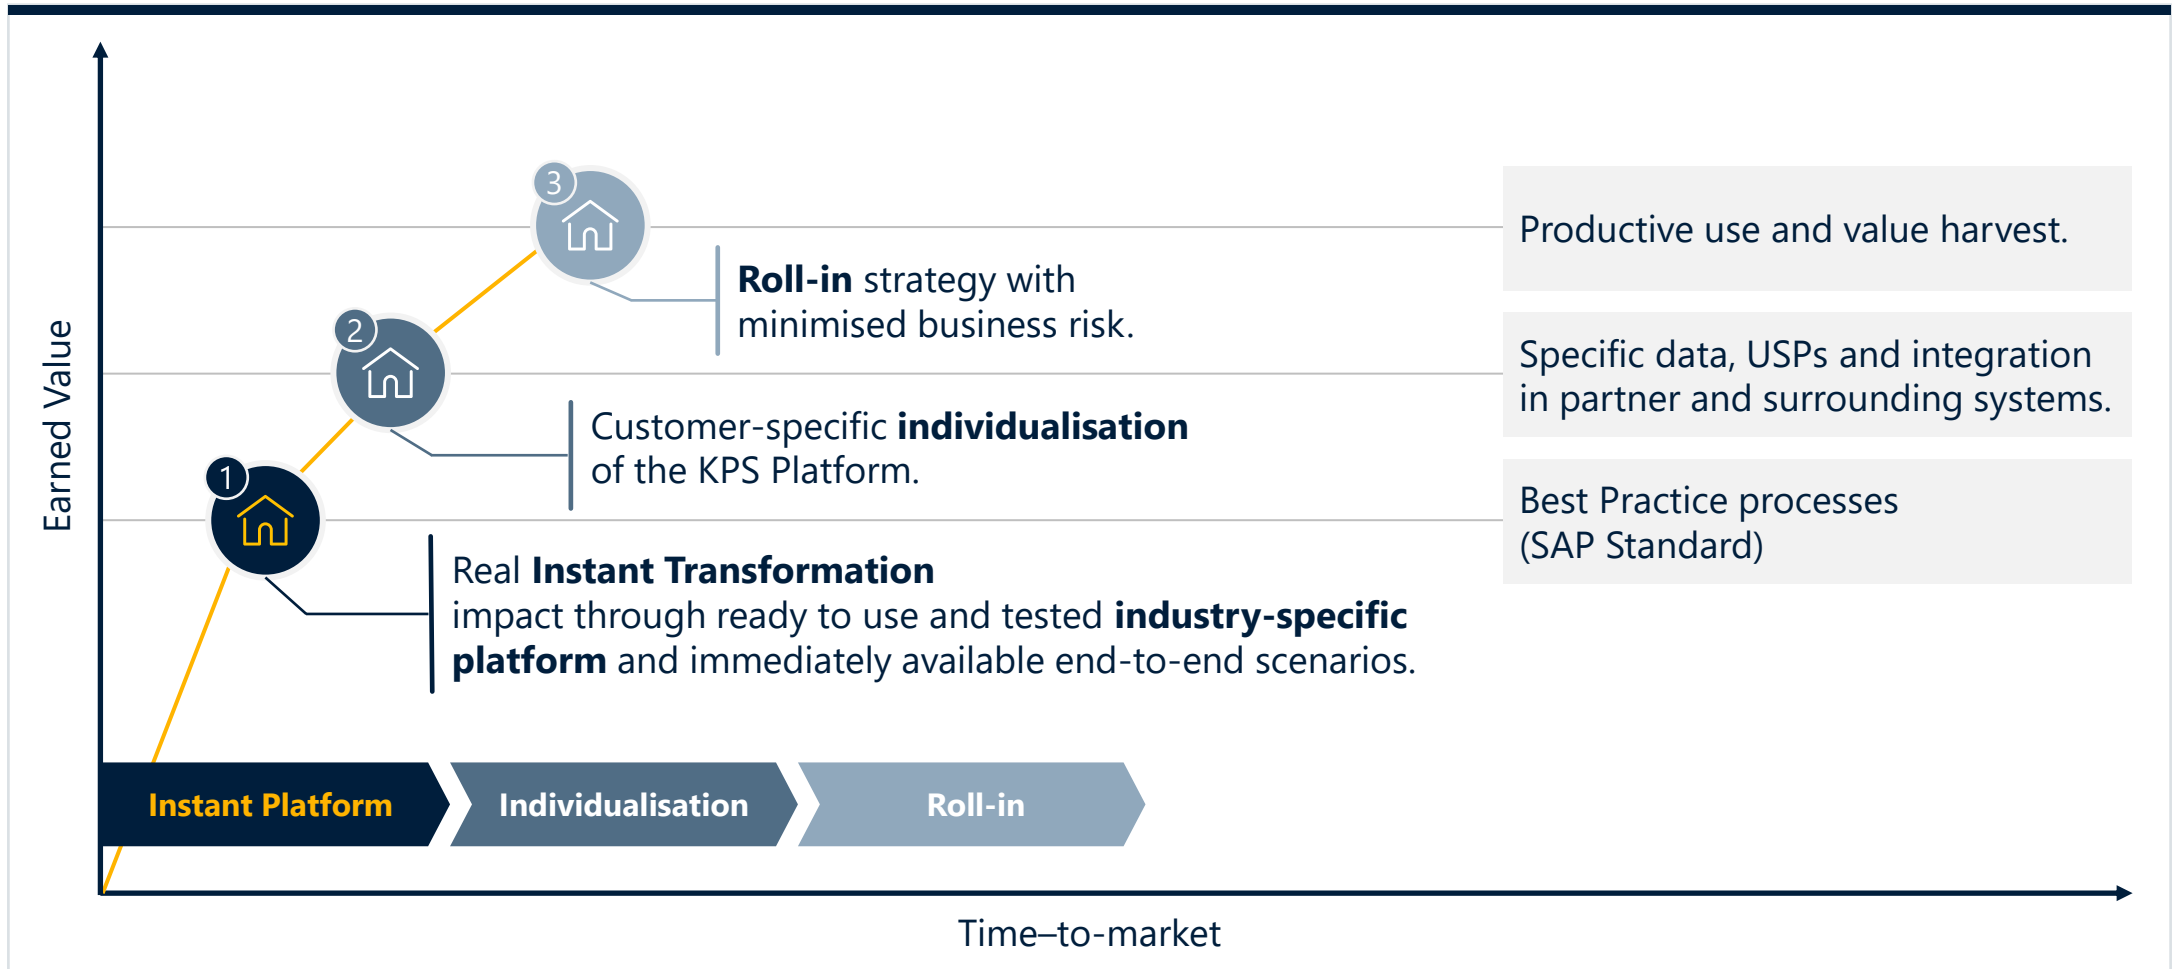 3
Productive use and value harvest.
Roll-in strategy with
minimised business risk.
2
Specific data, USPs and integration
in partner and surrounding systems.
Customer-specific individualisation
of the KPS Platform.
1
Best Practice processes
(SAP Standard)
Real Instant Transformation
impact through ready to use and tested industry-specific
platform and immediately available end-to-end scenarios.
Earned Value
Instant Platform
Individualisation
Roll-in
Time–to-market